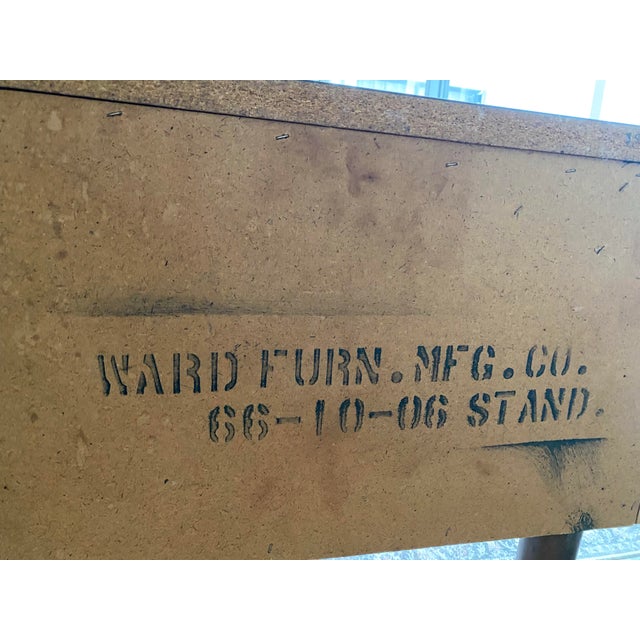 WARD FURN. MFG. CO.
66-10-06 STAND.